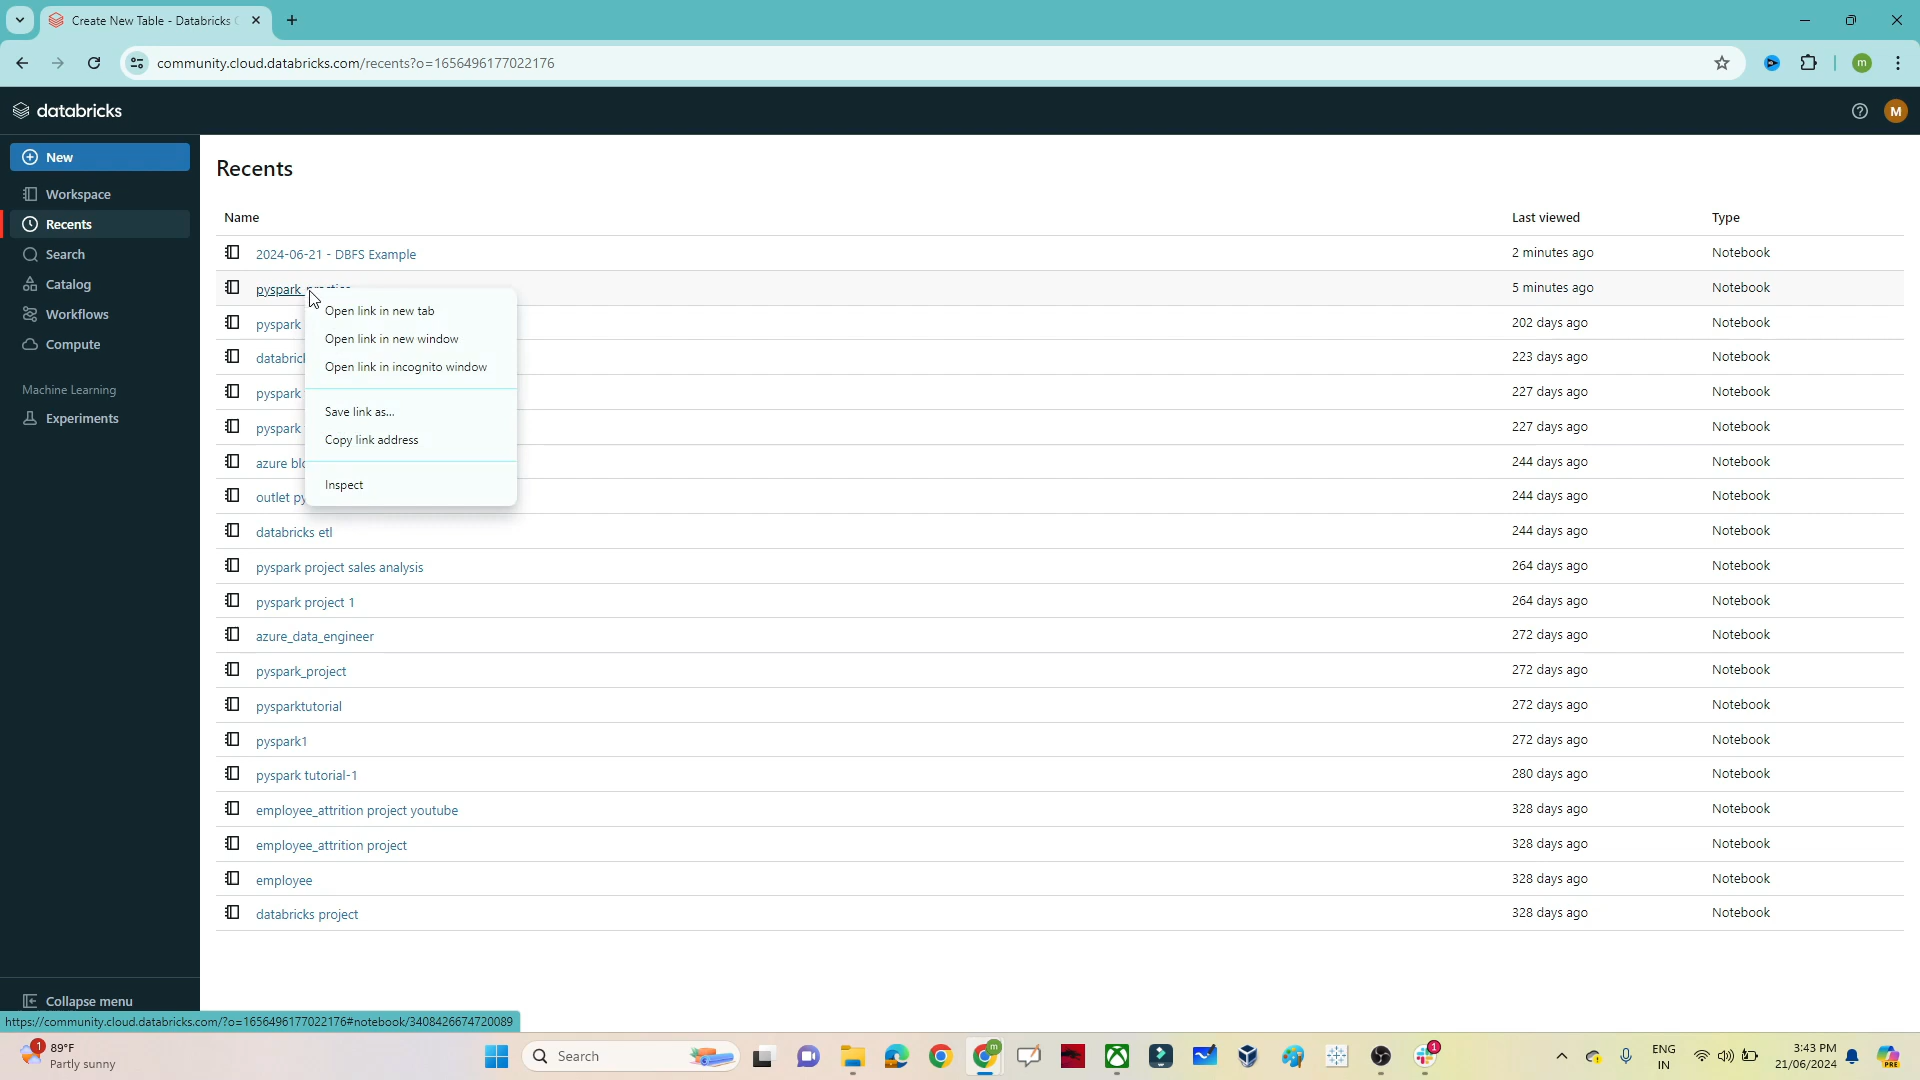 Create New Table - Databricks
community.cloud.databricks.com/recents?o=1656496177022176
m
databricks
M
New
Workspace
Recents
Search
Catalog
Workflows
Compute
Machine Learning
Experiments
Collapse menu
Recents
Name Last viewed Type
2024-06-21 - DBFS Example 2 minutes ago Notebook
pyspark 5 minutes ago Notebook
pyspark 202 days ago Notebook
223 days ago Notebook
pyspark 227 days ago Notebook
pyspark 227 days ago Notebook
azure 244 days ago Notebook
outlet 244 days ago Notebook
databricks etl 244 days ago Notebook
pyspark project sales analysis 264 days ago Notebook
pyspark project 1 264 days ago Notebook
azure_data_engineer 272 days ago Notebook
pyspark_project 272 days ago Notebook
pysparktutorial 272 days ago Notebook
pyspark1 272 days ago Notebook
pyspark tutorial-1 280 days ago Notebook
employee_attrition project youtube 328 days ago Notebook
employee_attrition project 328 days ago Notebook
employee 328 days ago Notebook
databricks project 328 days ago Notebook
Open link in new tab
Open link in new window
Open link in incognito window
Save link as...
Copy link address
Inspect
https://community.cloud.databricks.com/?o=1656496177022176#notebook/3408426674720089
1
89°F
Partly sunny
Search
m
1
ENG
IN
3:43 PM
21/06/2024
PRE